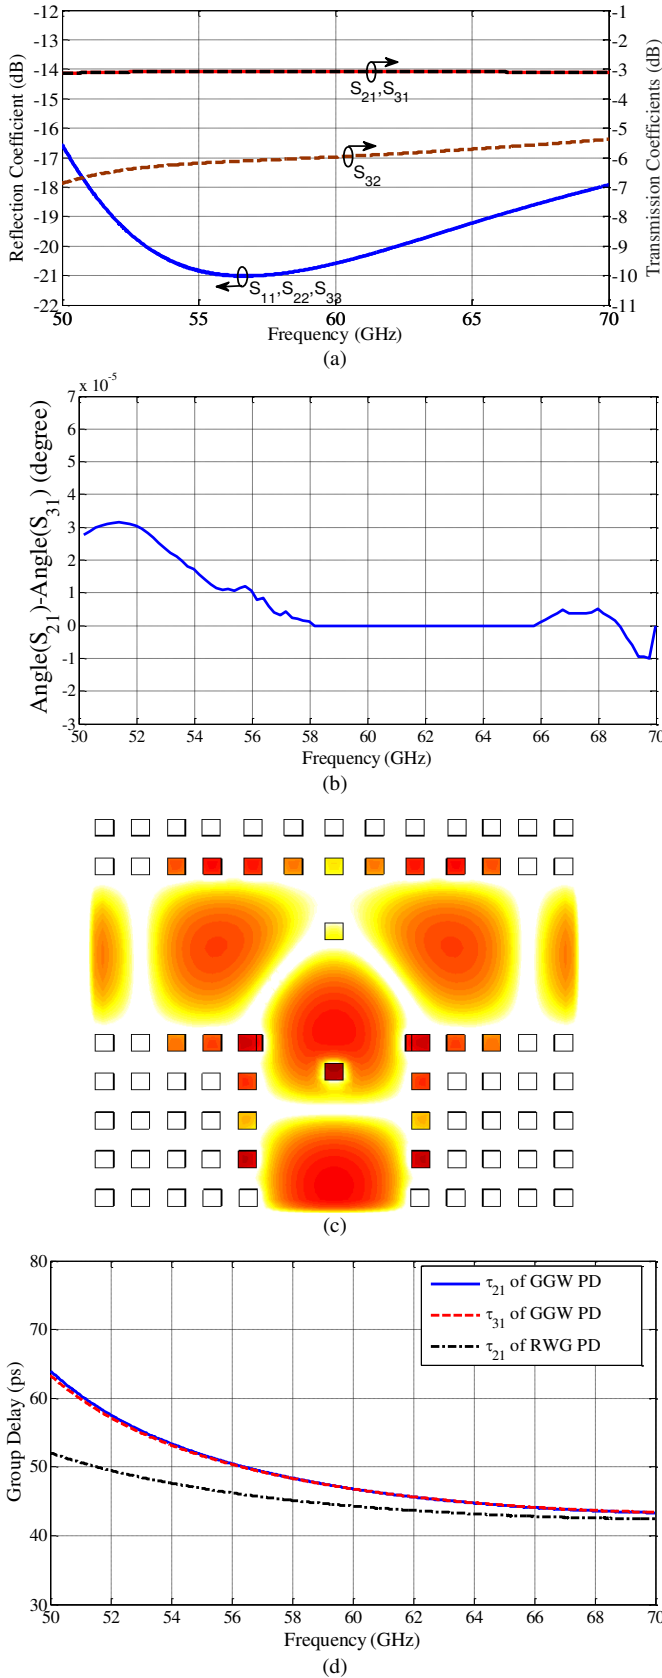 -12
-13
-14
-15
-16
-17
-18
-19
-20
-21
-22
Reflection Coefficient (dB)
-1
-2
-3
-4
-5
-6
-7
-8
-9
-10
-11
Transmission Coefficients (dB)
S21,S31
S32
S11,S22,S33
50 55 60 65 70
Frequency (GHz)
(a)
7 x 10-5
6
5
4
3
2
1
0
-1
-2
-3
Angle(S21)-Angle(S31) (degree)
50 52 54 56 58 60 62 64 66 68 70
Frequency (GHz)
(b)
(c)
80
70
60
50
40
30
Group Delay (ps)
τ21 of GGW PD
τ31 of GGW PD
τ21 of RWG PD
50 52 54 56 58 60 62 64 66 68 70
Frequency (GHz)
(d)